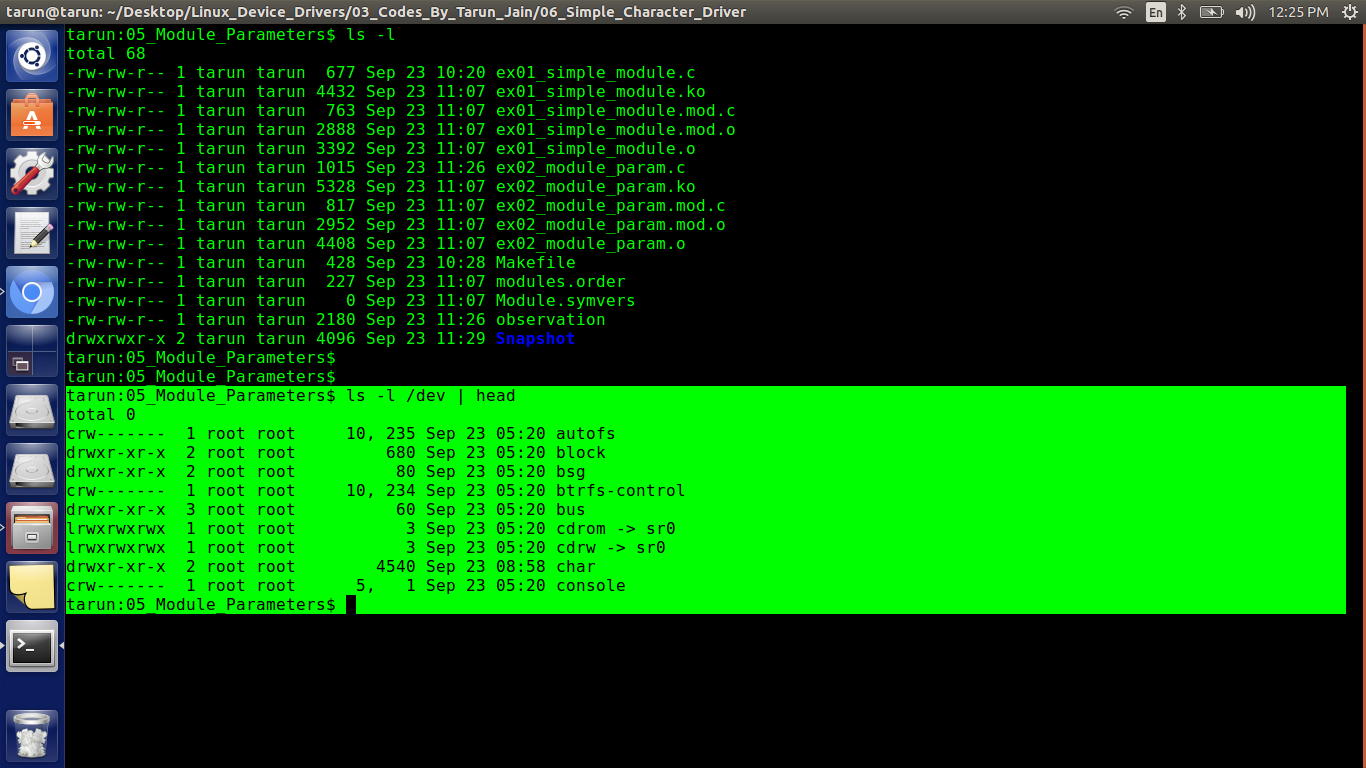 tarun@tarun: ~/Desktop/Linux_Device_Drivers/03_Codes_By_Tarun_Jain/06_Simple_Character_Driver En 12:25 PM
tarun:05_Module_Parameters$ ls -l
total 68
-rw-rw-r-- 1 tarun tarun  677 Sep 23 10:20 ex01_simple_module.c
-rw-rw-r-- 1 tarun tarun 4432 Sep 23 11:07 ex01_simple_module.ko
-rw-rw-r-- 1 tarun tarun  763 Sep 23 11:07 ex01_simple_module.mod.c
-rw-rw-r-- 1 tarun tarun 2888 Sep 23 11:07 ex01_simple_module.mod.o
-rw-rw-r-- 1 tarun tarun 3392 Sep 23 11:07 ex01_simple_module.o
-rw-rw-r-- 1 tarun tarun 1015 Sep 23 11:26 ex02_module_param.c
-rw-rw-r-- 1 tarun tarun 5328 Sep 23 11:07 ex02_module_param.ko
-rw-rw-r-- 1 tarun tarun  817 Sep 23 11:07 ex02_module_param.mod.c
-rw-rw-r-- 1 tarun tarun 2952 Sep 23 11:07 ex02_module_param.mod.o
-rw-rw-r-- 1 tarun tarun 4408 Sep 23 11:07 ex02_module_param.o
-rw-rw-r-- 1 tarun tarun  428 Sep 23 10:28 Makefile
-rw-rw-r-- 1 tarun tarun  227 Sep 23 11:07 modules.order
-rw-rw-r-- 1 tarun tarun    0 Sep 23 11:07 Module.symvers
-rw-rw-r-- 1 tarun tarun 2180 Sep 23 11:26 observation
drwxrwxr-x 2 tarun tarun 4096 Sep 23 11:29 Snapshot
tarun:05_Module_Parameters$
tarun:05_Module_Parameters$
tarun:05_Module_Parameters$ ls -l /dev | head
total 0
crw-------  1 root root     10, 235 Sep 23 05:20 autofs
drwxr-xr-x  2 root root         680 Sep 23 05:20 block
drwxr-xr-x  2 root root          80 Sep 23 05:20 bsg
crw-------  1 root root     10, 234 Sep 23 05:20 btrfs-control
drwxr-xr-x  3 root root          60 Sep 23 05:20 bus
lrwxrwxrwx  1 root root           3 Sep 23 05:20 cdrom -> sr0
lrwxrwxrwx  1 root root           3 Sep 23 05:20 cdrw -> sr0
drwxr-xr-x  2 root root        4540 Sep 23 08:58 char
crw-------  1 root root      5,   1 Sep 23 05:20 console
tarun:05_Module_Parameters$